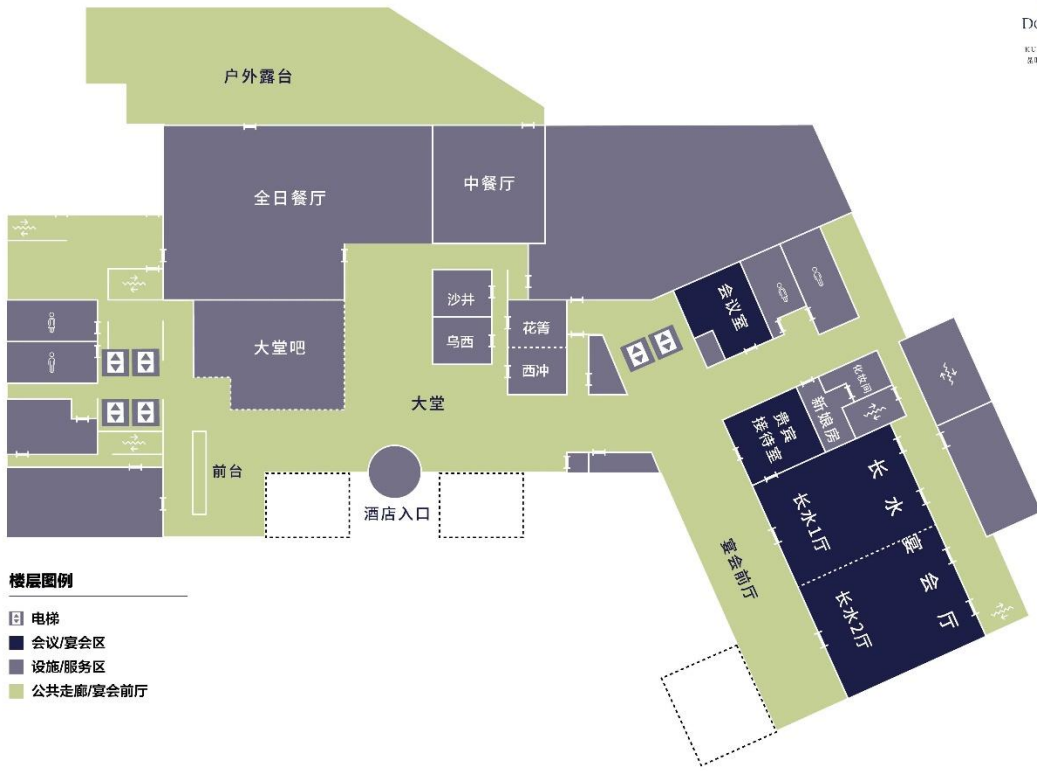 户外露台
全日餐厅
中餐厅
沙井
乌西
花箐
西冲
大堂吧
大堂
前台
酒店入口
会议室
化妆间
新娘房
贵宾
接待室
长水宴会厅
长水1厅
长水2厅
宴会前厅
楼层图例
电梯
会议/宴会区
设施/服务区
公共走廊/宴会前厅